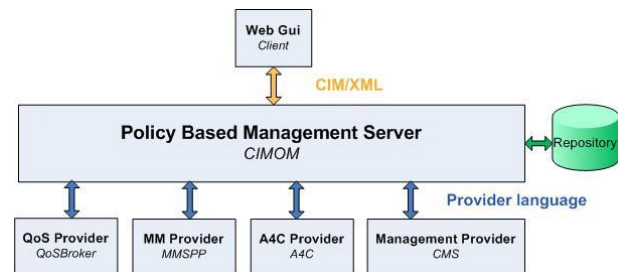 Web Gui
Client
CIM/XML
Policy Based Management Server
CIMOM
Repository
Provider language
QoS Provider
QoSBroker
MM Provider
MMSPP
A4C Provider
A4C
Management Provider
CMS